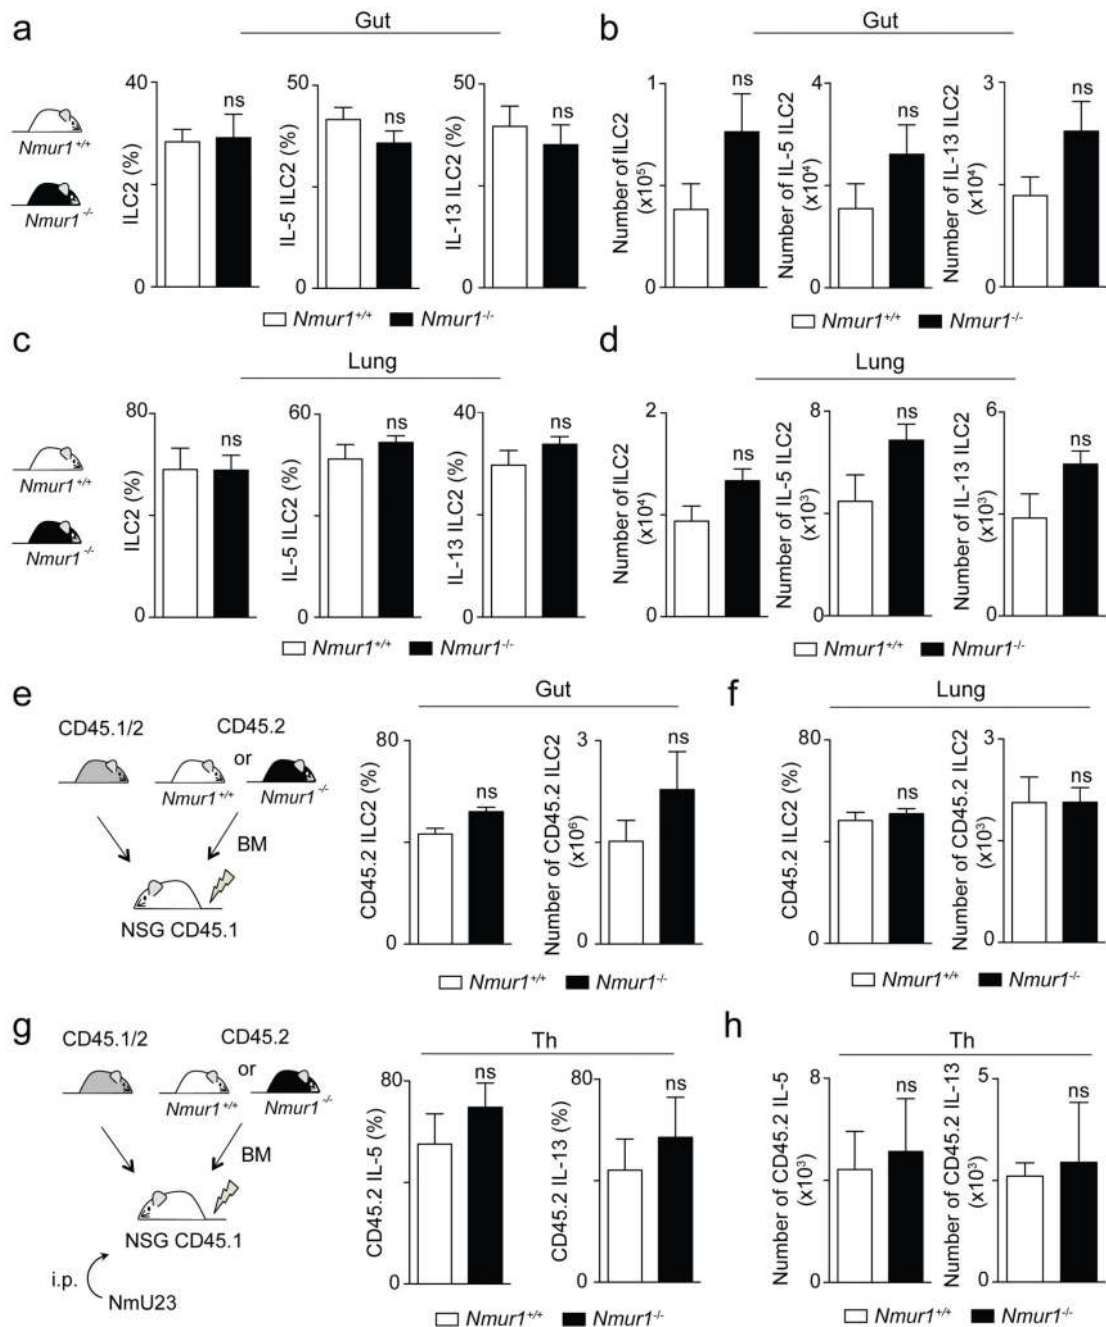 a
Gut
Nmur1+/+
Nmur1-/-
ILC2 (%)
40
0
ns
IL-5 ILC2 (%)
50
0
ns
IL-13 ILC2 (%)
40
0
ns
Nmur1+/+ Nmur1-/-
b
Gut
Number of ILC2
(x10⁵)
1
0
ns
Number of IL-5 ILC2
(x10⁴)
4
0
ns
Number of IL-13 ILC2
(x10⁴)
3
0
ns
Nmur1+/+ Nmur1-/-
c
Lung
Nmur1+/+
Nmur1-/-
ILC2 (%)
80
0
ns
IL-5 ILC2 (%)
60
0
ns
IL-13 ILC2 (%)
40
0
ns
Nmur1+/+ Nmur1-/-
d
Lung
Number of ILC2
(x10⁴)
2
0
ns
Number of IL-5 ILC2
(x10³)
8
0
ns
Number of IL-13 ILC2
(x10³)
6
0
ns
Nmur1+/+ Nmur1-/-
e
CD45.1/2
CD45.2
or
Nmur1+/+
Nmur1-/-
BM
NSG CD45.1
Gut
CD45.2 ILC2 (%)
80
0
ns
Number of CD45.2 ILC2
(x10⁶)
3
0
ns
Nmur1+/+ Nmur1-/-
f
Lung
CD45.2 ILC2 (%)
80
0
ns
Number of CD45.2 ILC2
(x10³)
3
0
ns
Nmur1+/+ Nmur1-/-
g
CD45.1/2
CD45.2
or
Nmur1+/+
Nmur1-/-
BM
NSG CD45.1
i.p.
NmU23
Th
CD45.2 IL-5 (%)
80
0
ns
CD45.2 IL-13 (%)
80
0
ns
Nmur1+/+ Nmur1-/-
h
Th
Number of CD45.2 IL-5
(x10³)
8
0
ns
Number of CD45.2 IL-13
(x10³)
5
0
ns
Nmur1+/+ Nmur1-/-